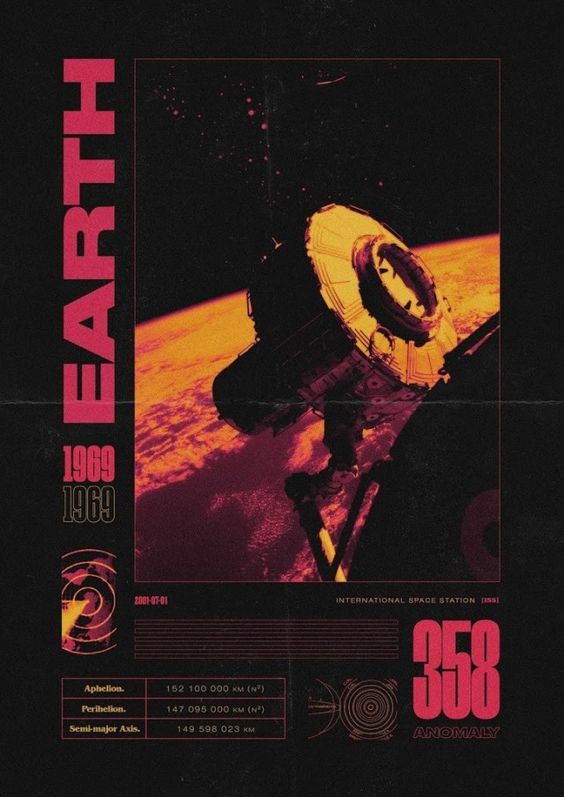 EARTH
1969
1969
2001-07-01
INTERNATIONAL SPACE STATION [ISS]
358
ANOMALY
Aphelion. 152 100 000 KM (N²)
Perihelion. 147 095 000 KM (N²)
Semi-major Axis. 149 598 023 KM